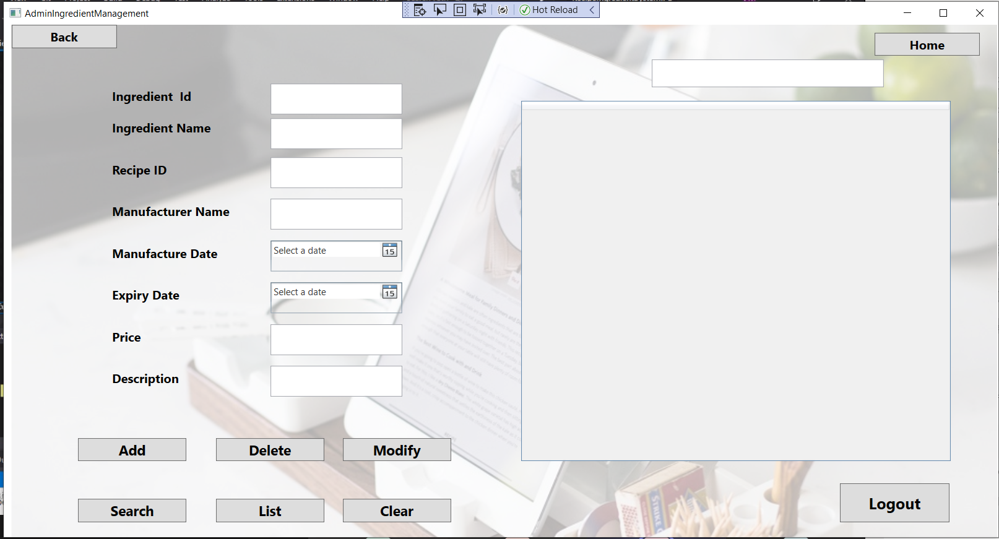 AdminIngredientManagement
Hot Reload
Back
Home
Ingredient Id
Ingredient Name
Recipe ID
Manufacturer Name
Manufacture Date
Select a date
15
Expiry Date
Select a date
15
Price
Description
Add
Delete
Modify
Search
List
Clear
Logout